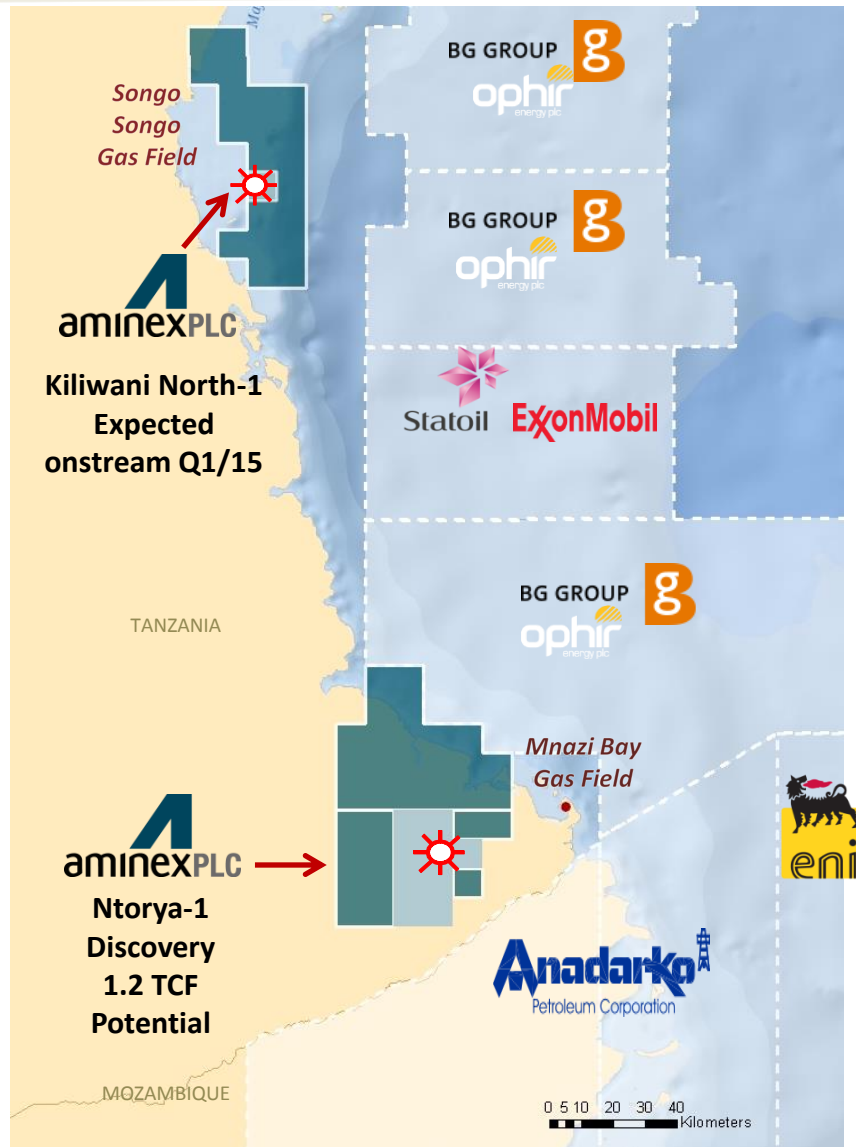 Ma
BG GROUP
g
ophir
energy plc
Songo
Songo
Gas Field
BG GROUP
g
ophir
energy plc
aminexPLC
Kiliwani North-1
Expected
onstream Q1/15
Statoil
ExxonMobil
BG GROUP
g
ophir
energy plc
TANZANIA
Mnazi Bay
Gas Field
eni
aminexPLC
Ntorya-1
Discovery
1.2 TCF
Potential
Anadarko
Petroleum Corporation
MOZAMBIQUE
0 5 10 20 30 40
Kilometers